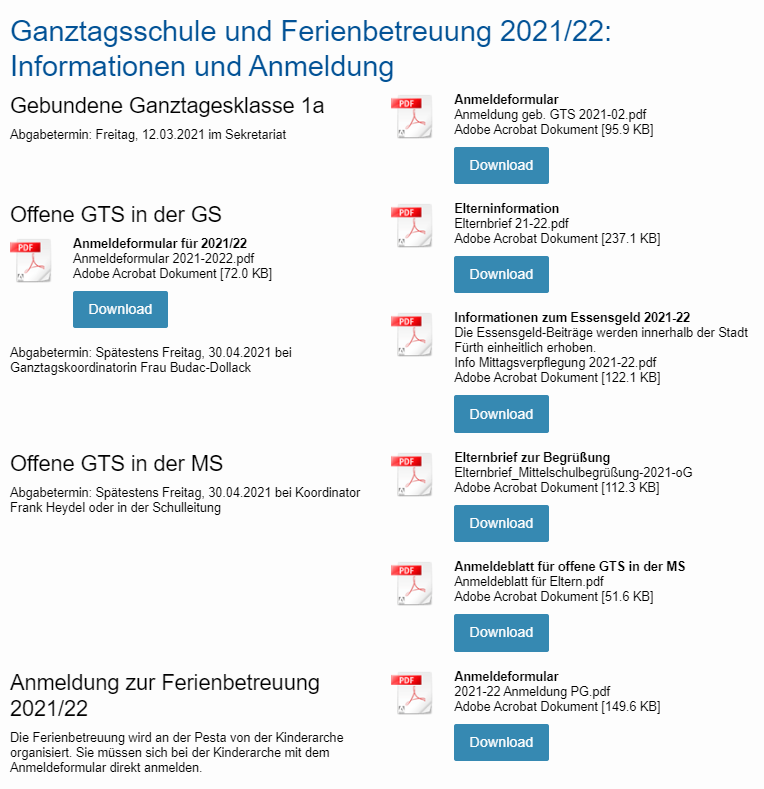 Ganztagsschule und Ferienbetreuung 2021/22:
Informationen und Anmeldung
Gebundene Ganztagesklasse 1a
Abgabetermin: Freitag, 12.03.2021 im Sekretariat
PDF
Anmeldeformular
Anmeldung geb. GTS 2021-02.pdf
Adobe Acrobat Dokument [95.9 KB]
Download
Offene GTS in der GS
PDF
Anmeldeformular für 2021/22
Anmeldeformular 2021-2022.pdf
Adobe Acrobat Dokument [72.0 KB]
Download
Abgabetermin: Spätestens Freitag, 30.04.2021 bei
Ganztagskoordinatorin Frau Budac-Dollack
PDF
Elterninformation
Elternbrief 21-22.pdf
Adobe Acrobat Dokument [237.1 KB]
Download
PDF
Informationen zum Essensgeld 2021-22
Die Essensgeld-Beiträge werden innerhalb der Stadt
Fürth einheitlich erhoben.
Info Mittagsverpflegung 2021-22.pdf
Adobe Acrobat Dokument [122.1 KB]
Download
Offene GTS in der MS
Abgabetermin: Spätestens Freitag, 30.04.2021 bei Koordinator
Frank Heydel oder in der Schulleitung
PDF
Elternbrief zur Begrüßung
Elternbrief_Mittelschulbegrüßung-2021-oG
Adobe Acrobat Dokument [112.3 KB]
Download
PDF
Anmeldeblatt für offene GTS in der MS
Anmeldeblatt für Eltern.pdf
Adobe Acrobat Dokument [51.6 KB]
Download
Anmeldung zur Ferienbetreuung
2021/22
Die Ferienbetreuung wird an der Pesta von der Kinderarche
organisiert. Sie müssen sich bei der Kinderarche mit dem
Anmeldeformular direkt anmelden.
PDF
Anmeldeformular
2021-22 Anmeldung PG.pdf
Adobe Acrobat Dokument [149.6 KB]
Download